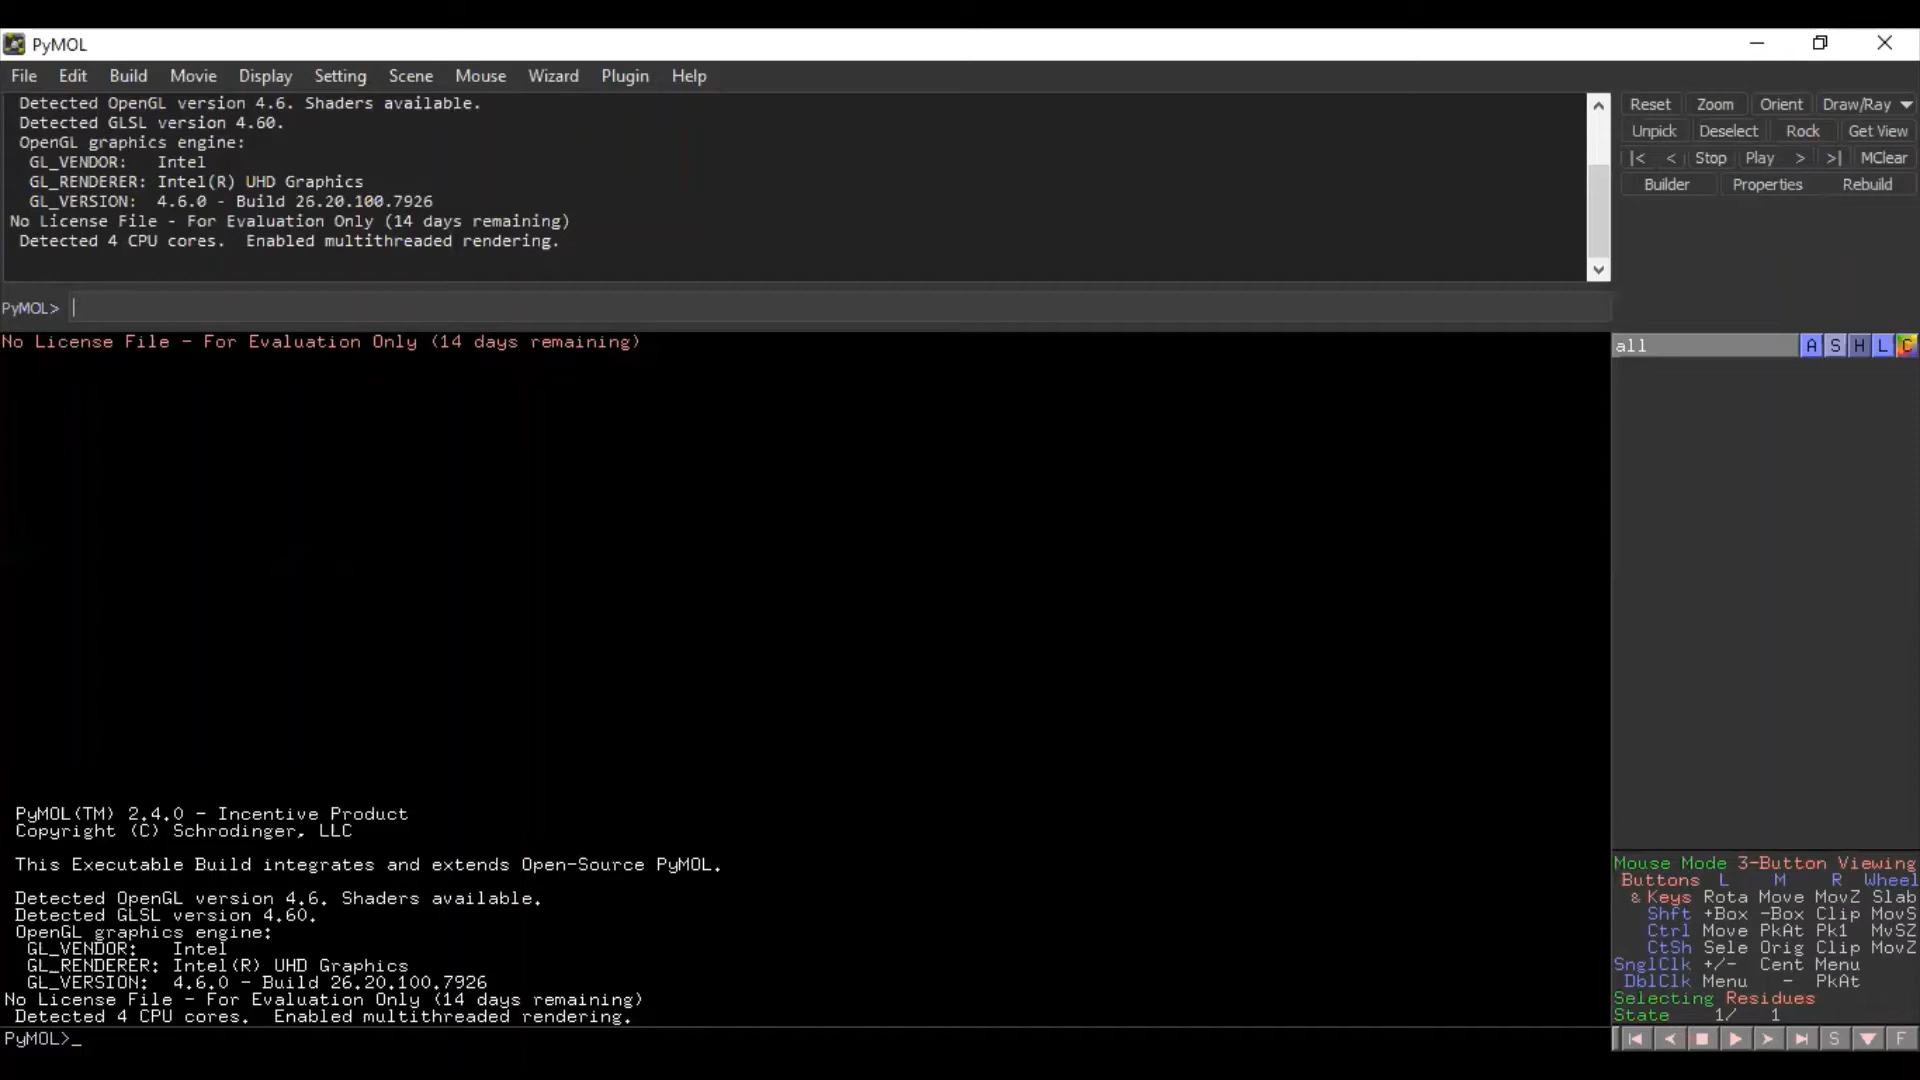 PyMOL
File Edit Build Movie Display Setting Scene Mouse Wizard Plugin Help
Detected OpenGL version 4.6. Shaders available.
Detected GLSL version 4.60.
OpenGL graphics engine:
GL_VENDOR: Intel
GL_RENDERER: Intel(R) UHD Graphics
GL_VERSION: 4.6.0 - Build 26.20.100.7926
No License File - For Evaluation Only (14 days remaining)
Detected 4 CPU cores. Enabled multithreaded rendering.
PyMOL>
Reset Zoom Orient Draw/Ray
Unpick Deselect Rock Get View
|< < Stop Play > >| MClear
Builder Properties Rebuild
No License File - For Evaluation Only (14 days remaining)
all A S H L C
PyMOL(TM) 2.4.0 - Incentive Product
Copyright (C) Schrodinger, LLC
This Executable Build integrates and extends Open-Source PyMOL.
Detected OpenGL version 4.6. Shaders available.
Detected GLSL version 4.60.
OpenGL graphics engine:
GL_VENDOR: Intel
GL_RENDERER: Intel(R) UHD Graphics
GL_VERSION: 4.6.0 - Build 26.20.100.7926
No License File - For Evaluation Only (14 days remaining)
Detected 4 CPU cores. Enabled multithreaded rendering.
PyMOL>_
Mouse Mode 3-Button Viewing
Buttons L M R Wheel
& Keys Rota Move MovZ Slab
Shft +Box -Box Clip MovS
Ctrl Move PkAt Pk1 MvSZ
CtSh Sele Orig Clip MovZ
SnglClk +/- Cent Menu
DblClk Menu - PkAt
Selecting Residues
State 1/ 1
S F